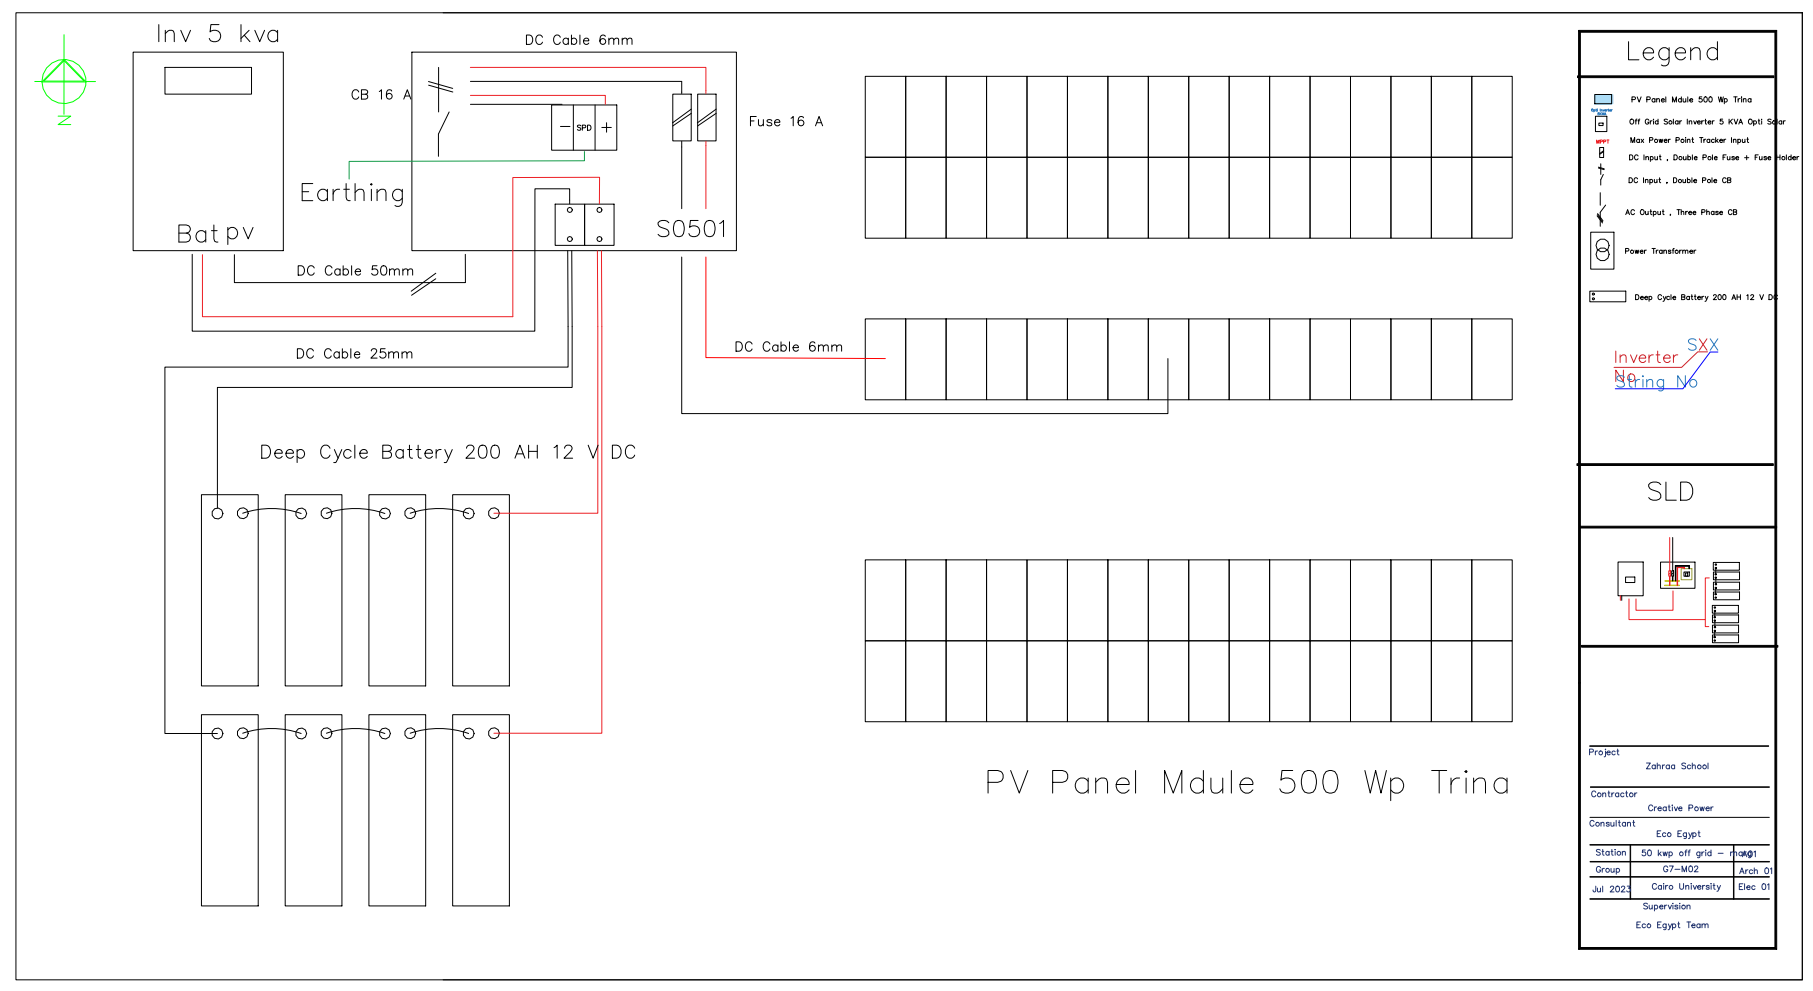 Inv 5 kva
DC Cable 6mm
CB 16 A
SPD
Fuse 16 A
Earthing
S0501
Bat pv
N
DC Cable 50mm
DC Cable 25mm
DC Cable 6mm
Deep Cycle Battery 200 AH 12 V DC
PV Panel Mdule 500 Wp Trina
Legend
PV Panel Mdule 500 Wp Trina
Off Grid Solar Inverter 5 KVA Opti Solar
MPPT
Max Power Point Tracker Input
DC Input , Double Pole Fuse + Fuse Holder
DC Input , Double Pole CB
AC Output , Three Phase CB
Power Transformer
Deep Cycle Battery 200 AH 12 V DC
SXX
Inverter No
String No
SLD
Project
Zahraa School
Contractor
Creative Power
Consultant
Eco Egypt
Station 50 kwp off grid –
Group G7–M02 Arch 01
Jul 2023 Cairo University Elec 01
Supervision
Eco Egypt Team